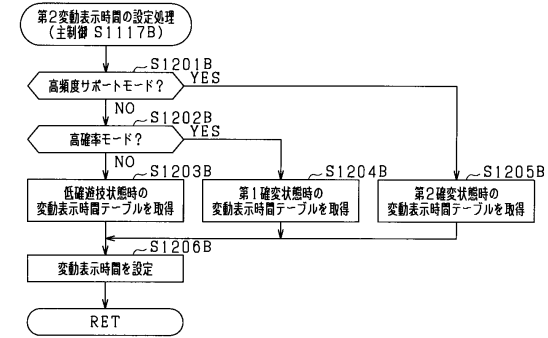 第2変動表示時間の設定処理
(主制御 S1117B)
S1201B
高頻度サポートモード?
YES
NO
S1202B
高確率モード?
YES
NO
S1203B
低確遊技状態時の
変動表示時間テーブルを取得
S1204B
第1確変状態時の
変動表示時間テーブルを取得
S1205B
第2確変状態時の
変動表示時間テーブルを取得
S1206B
変動表示時間を設定
RET